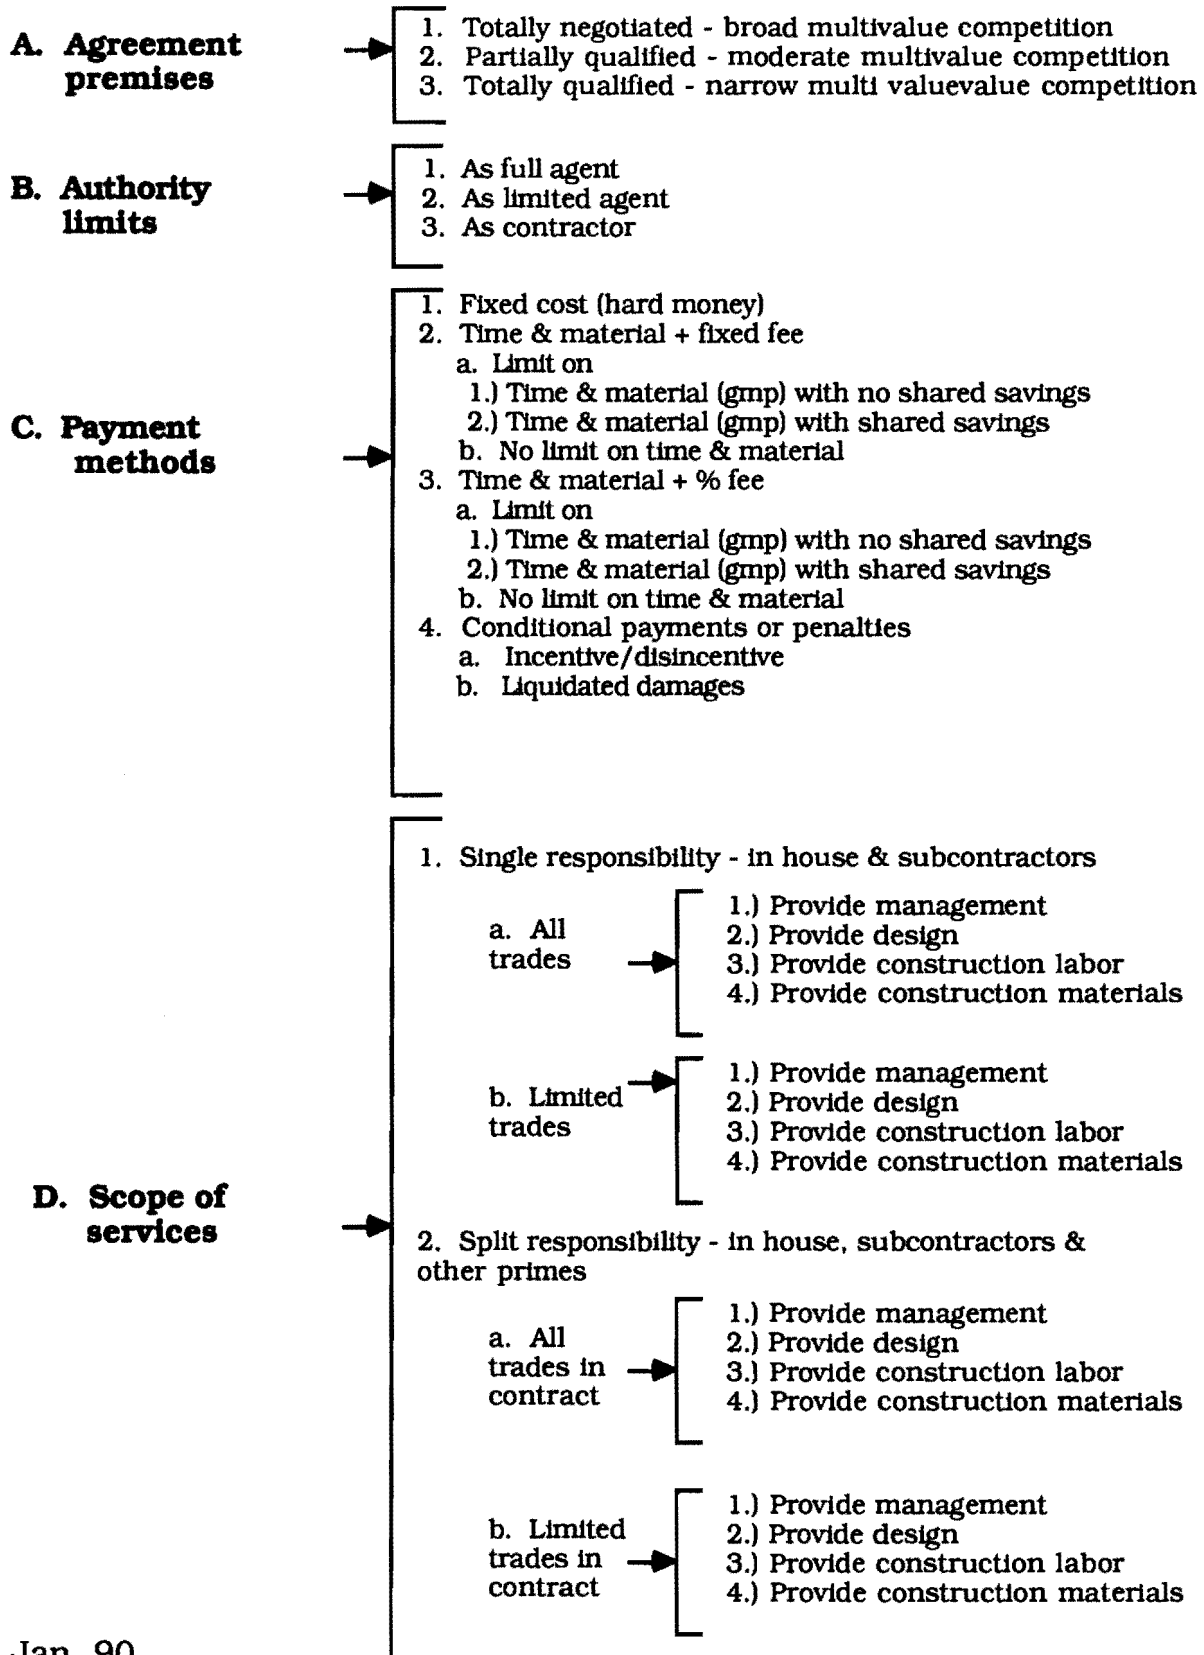 A. Agreement
premises
1. Totally negotiated - broad multivalue competition
2. Partially qualified - moderate multivalue competition
3. Totally qualified - narrow multi valuevalue competition
B. Authority
limits
1. As full agent
2. As limited agent
3. As contractor
C. Payment
methods
1. Fixed cost (hard money)
2. Time & material + fixed fee
a. Limit on
1.) Time & material (gmp) with no shared savings
2.) Time & material (gmp) with shared savings
b. No limit on time & material
3. Time & material + % fee
a. Limit on
1.) Time & material (gmp) with no shared savings
2.) Time & material (gmp) with shared savings
b. No limit on time & material
4. Conditional payments or penalties
a. Incentive/disincentive
b. Liquidated damages
D. Scope of
services
1. Single responsibility - in house & subcontractors
a. All
trades
1.) Provide management
2.) Provide design
3.) Provide construction labor
4.) Provide construction materials
b. Limited
trades
1.) Provide management
2.) Provide design
3.) Provide construction labor
4.) Provide construction materials
2. Split responsibility - in house, subcontractors &
other primes
a. All
trades in
contract
1.) Provide management
2.) Provide design
3.) Provide construction labor
4.) Provide construction materials
b. Limited
trades in
contract
1.) Provide management
2.) Provide design
3.) Provide construction labor
4.) Provide construction materials
Jan. 90